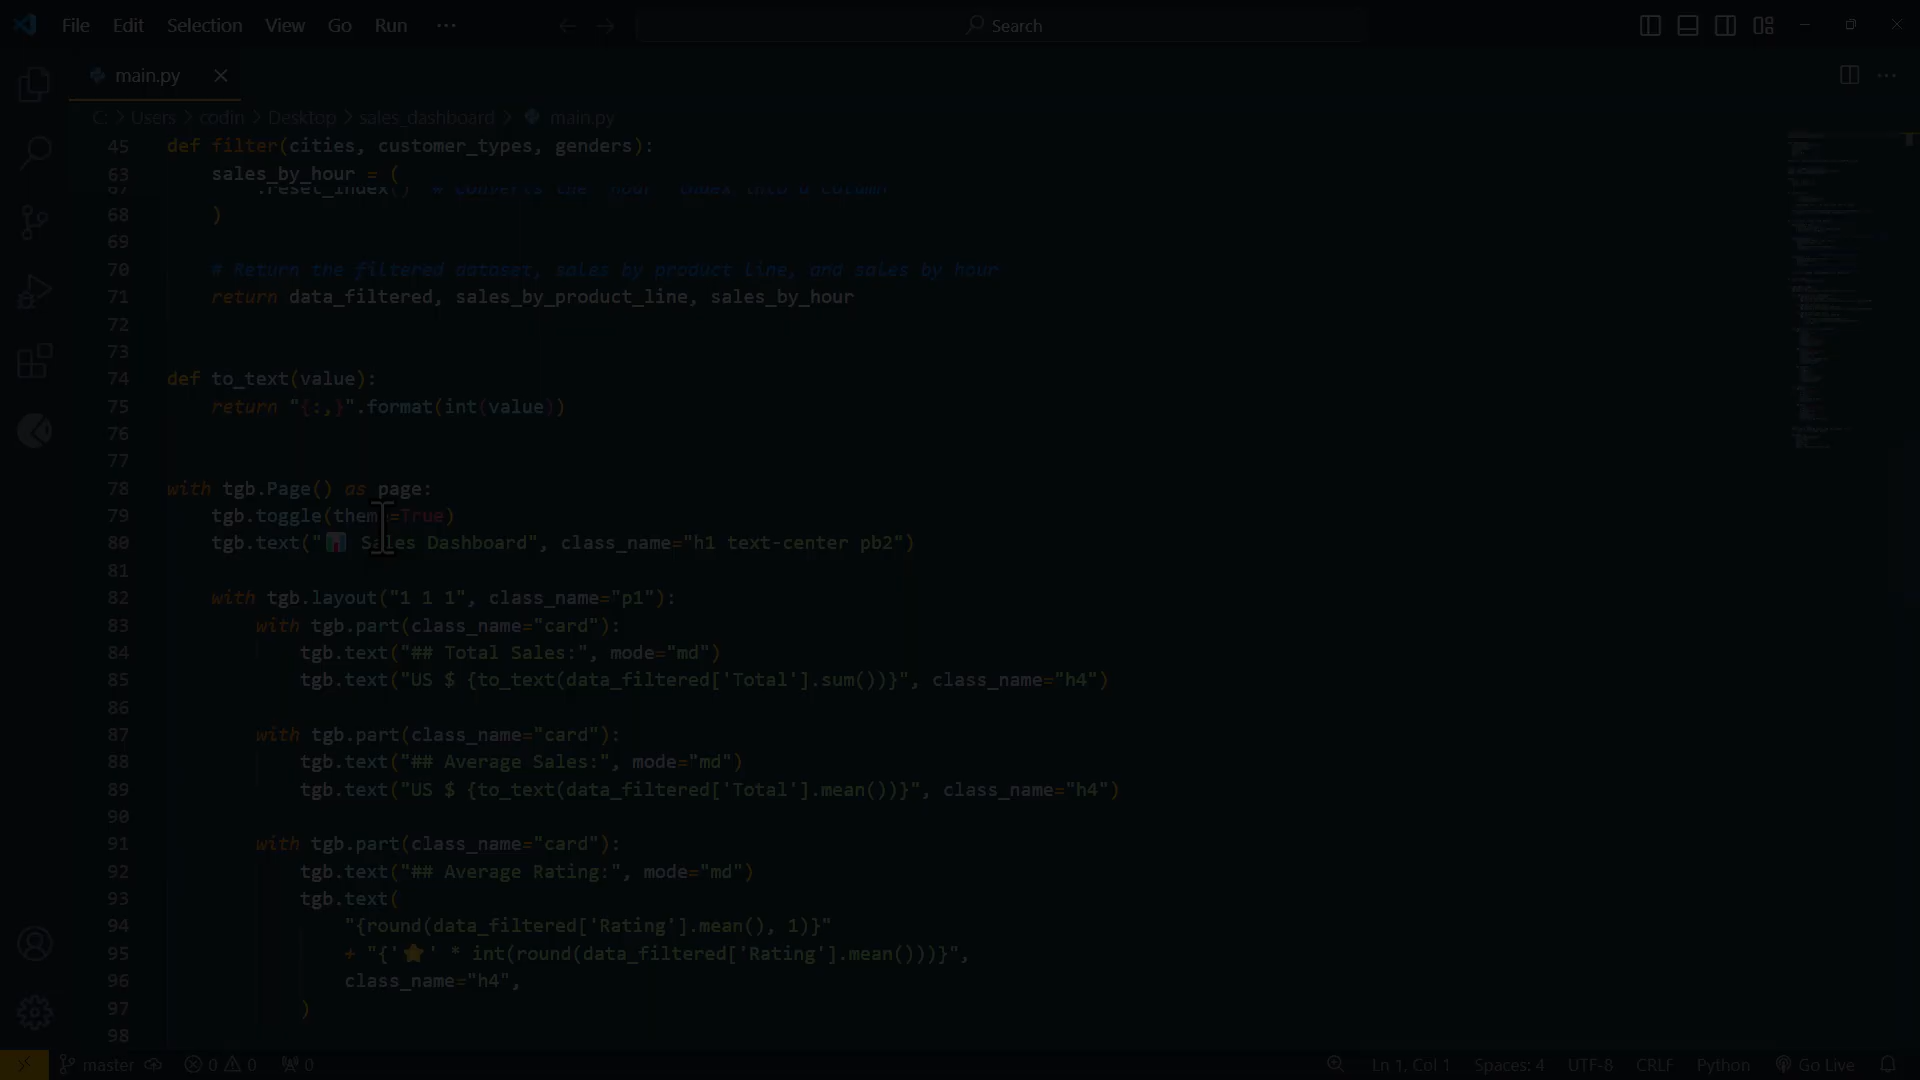 File Edit Selection View Go Run ··· Search
main.py
C: > Users > codin > Desktop > sales_dashboard > main.py
45 def filter(cities, customer_types, genders):
63 sales_by_hour = (
67 .reset_index() # Converts the 'hour' index into a column
68 )
69
70 # Return the filtered dataset, sales by product line, and sales by hour
71 return data_filtered, sales_by_product_line, sales_by_hour
72
73
74 def to_text(value):
75 return "{:,}".format(int(value))
76
77
78 with tgb.Page() as page:
79 tgb.toggle(theme=True)
80 tgb.text("📊 Sales Dashboard", class_name="h1 text-center pb2")
81
82 with tgb.layout("1 1 1", class_name="p1"):
83 with tgb.part(class_name="card"):
84 tgb.text("## Total Sales:", mode="md")
85 tgb.text("US $ {to_text(data_filtered['Total'].sum())}", class_name="h4")
86
87 with tgb.part(class_name="card"):
88 tgb.text("## Average Sales:", mode="md")
89 tgb.text("US $ {to_text(data_filtered['Total'].mean())}", class_name="h4")
90
91 with tgb.part(class_name="card"):
92 tgb.text("## Average Rating:", mode="md")
93 tgb.text(
94 "{round(data_filtered['Rating'].mean(), 1)}"
95 + "{'⭐' * int(round(data_filtered['Rating'].mean()))}",
96 class_name="h4",
97 )
98
master 0 0 0 Ln 1, Col 1 Spaces: 4 UTF-8 CRLF Python Go Live